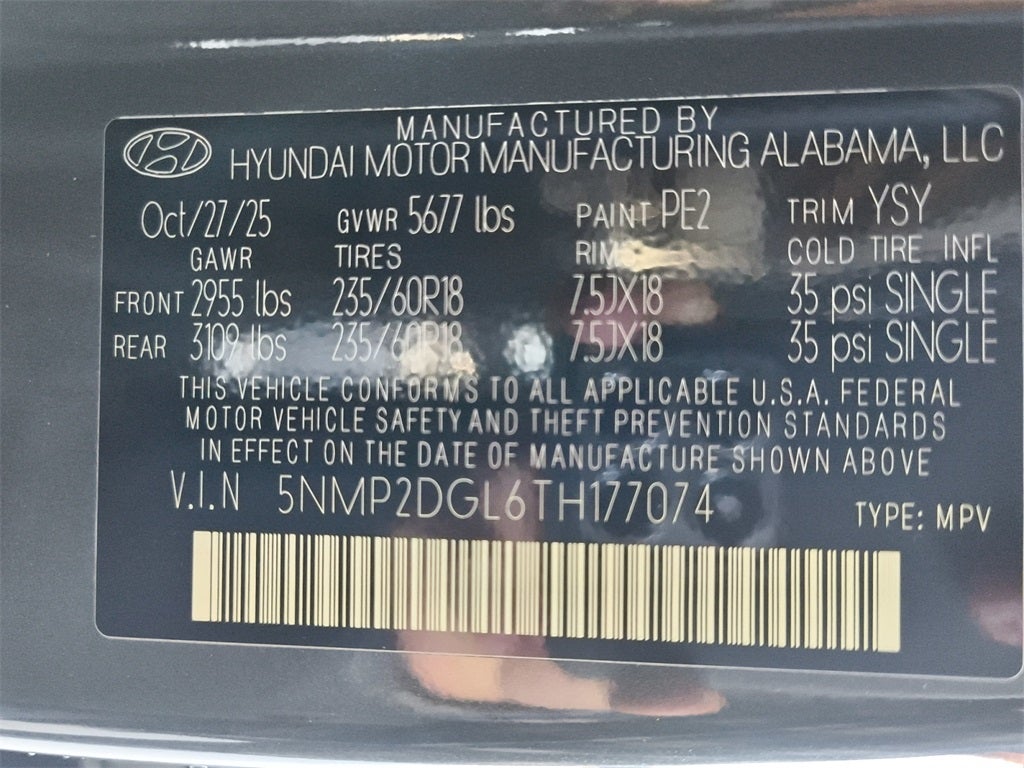 MANUFACTURED BY
HYUNDAI MOTOR MANUFACTURING ALABAMA, LLC
Oct/27/25 GVWR 5677 lbs PAINT PE2 TRIM YSY
GAWR TIRES RIMS COLD TIRE INFL
FRONT 2955 lbs 235/60R18 7.5JX18 35 psi SINGLE
REAR 3109 lbs 235/60R18 7.5JX18 35 psi SINGLE
THIS VEHICLE CONFORMS TO ALL APPLICABLE U.S.A. FEDERAL
MOTOR VEHICLE SAFETY AND THEFT PREVENTION STANDARDS
IN EFFECT ON THE DATE OF MANUFACTURE SHOWN ABOVE
V.I.N 5NMP2DGL6TH177074 TYPE: MPV